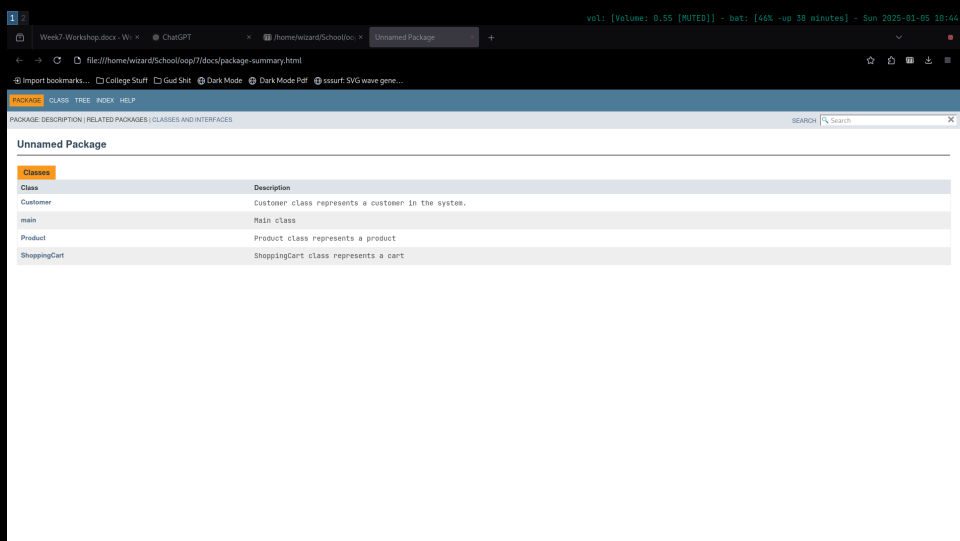 1 2 vol: [Volume: 0.55 [MUTED]] - bat: [46% -up 38 minutes] - Sun 2025-01-05 18:44
Week7-Workshop.docx - W ChatGPT /home/wizard/School/oop Unnamed Package
file:///home/wizard/School/oop/7/docs/package-summary.html
Import bookmarks... College Stuff Gud Shit Dark Mode Dark Mode Pdf sssurf: SVG wave gene...
PACKAGE CLASS TREE INDEX HELP
PACKAGE: DESCRIPTION | RELATED PACKAGES | CLASSES AND INTERFACES SEARCH Search
Unnamed Package
Classes
Class Description
Customer Customer class represents a customer in the system.
main Main class
Product Product class represents a product
ShoppingCart ShoppingCart class represents a cart